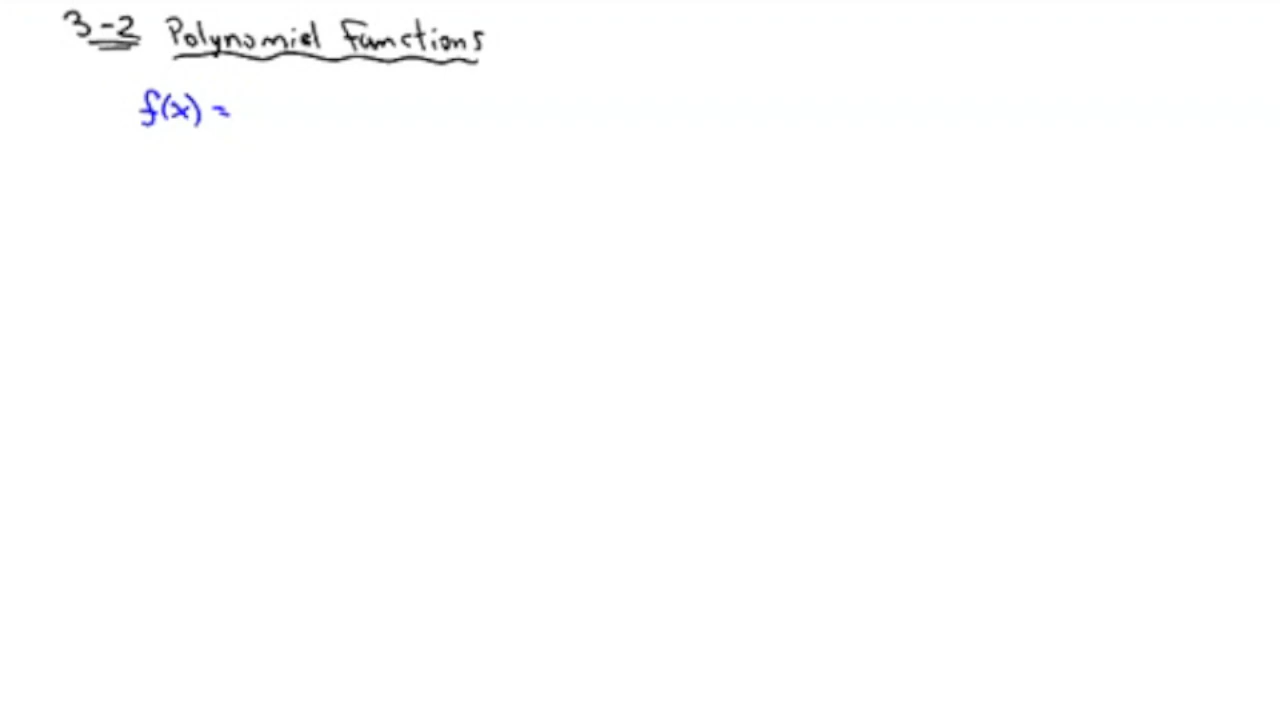 3-2 Polynomial Functions
f(x) =